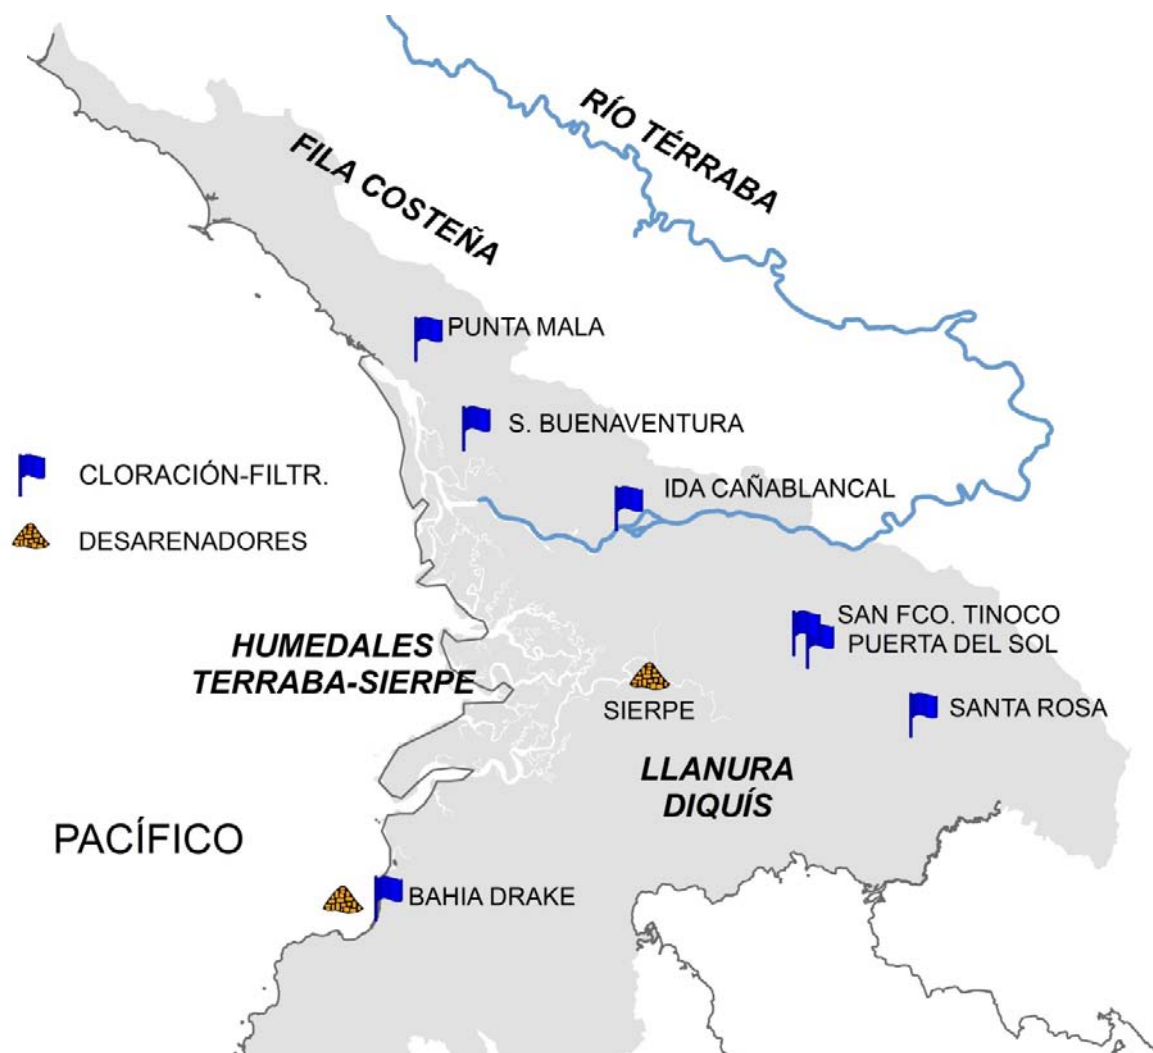 RÍO TÉRRABA
FILA COSTEÑA
PUNTA MALA
S. BUENAVENTURA
CLORACIÓN-FILTR.
IDA CAÑABLANCAL
DESARENADORES
SAN FCO. TINOCO
PUERTA DEL SOL
HUMEDALES
TERRABA-SIERPE
SIERPE
SANTA ROSA
LLANURA
DIQUÍS
PACÍFICO
BAHIA DRAKE